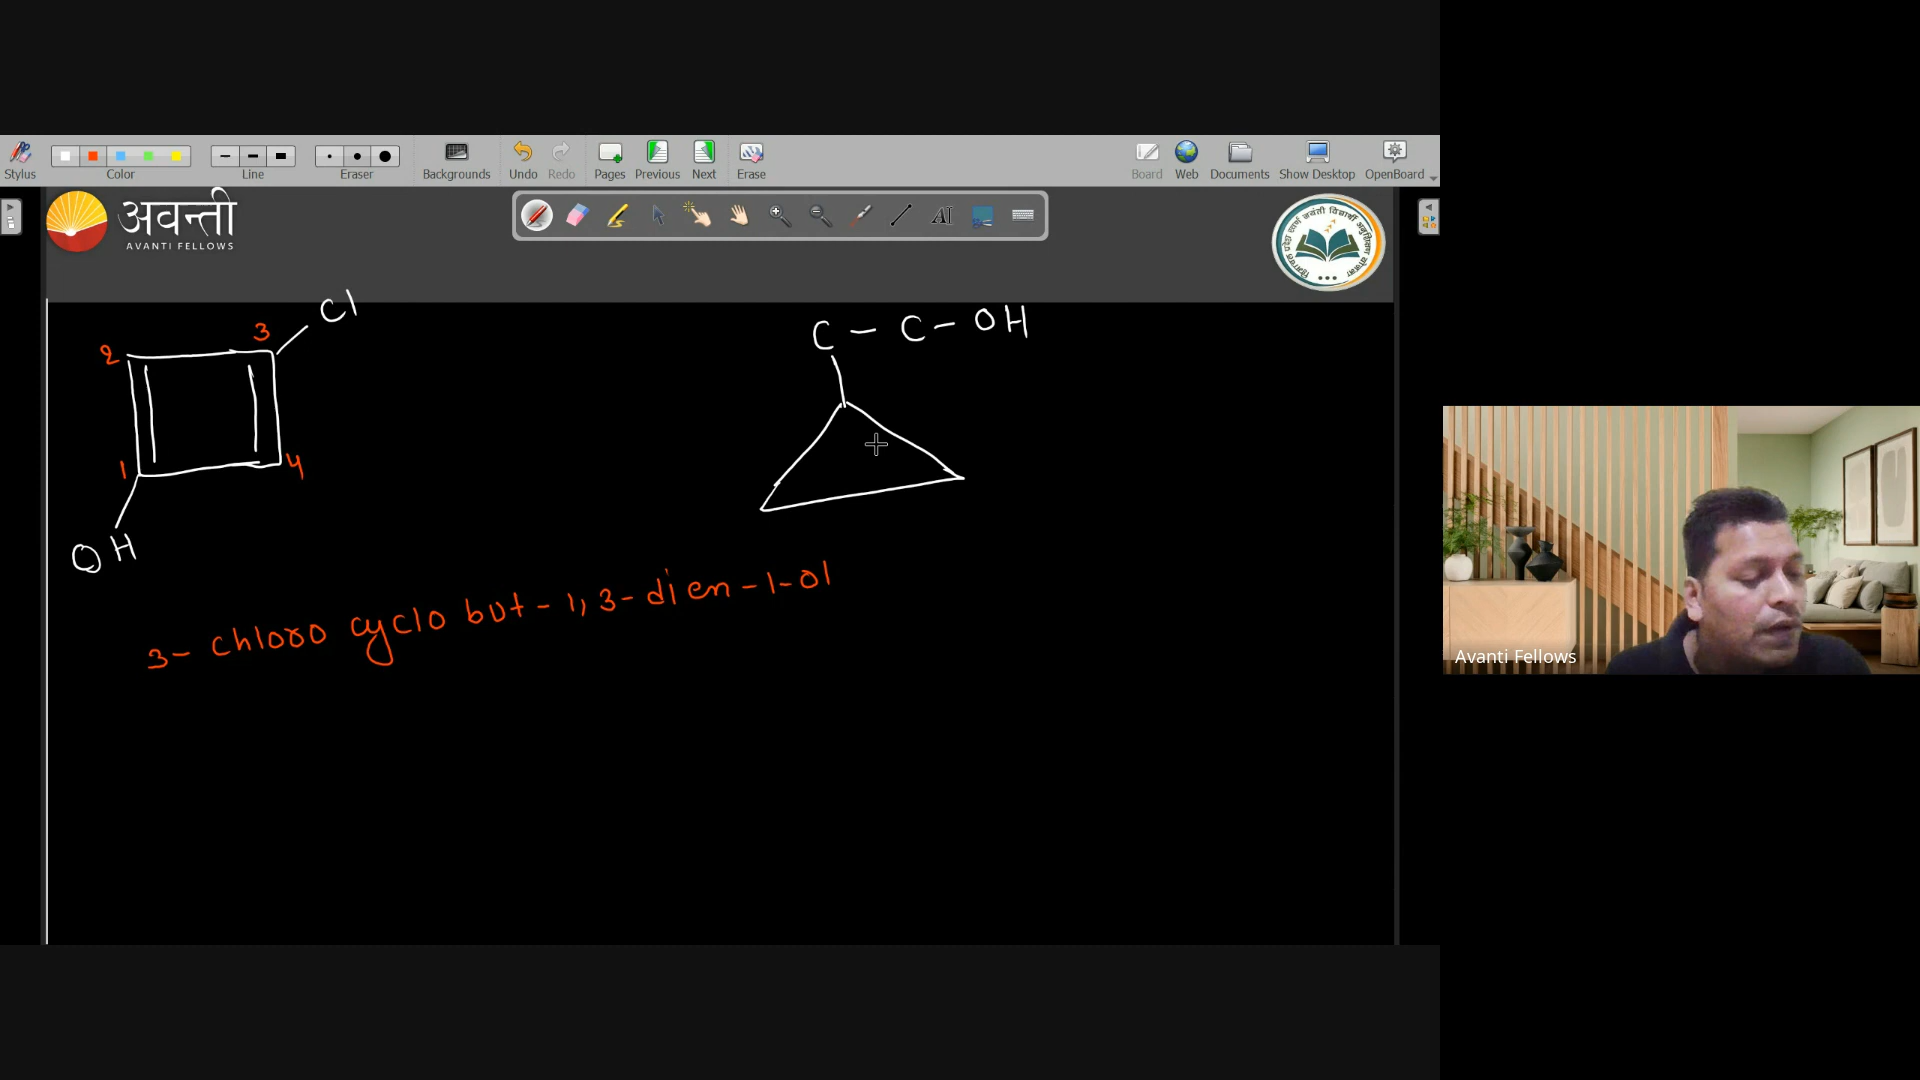 Stylus
Color
Line
Eraser
Backgrounds
Undo
Redo
Pages
Previous
Next
Erase
Board
Web
Documents
Show Desktop
OpenBoard
अवन्ती
AVANTI FELLOWS
Cl
3
2
1
4
OH
C - C - OH
3- chloro cyclo but - 1, 3- dien - 1- ol
Avanti Fellows